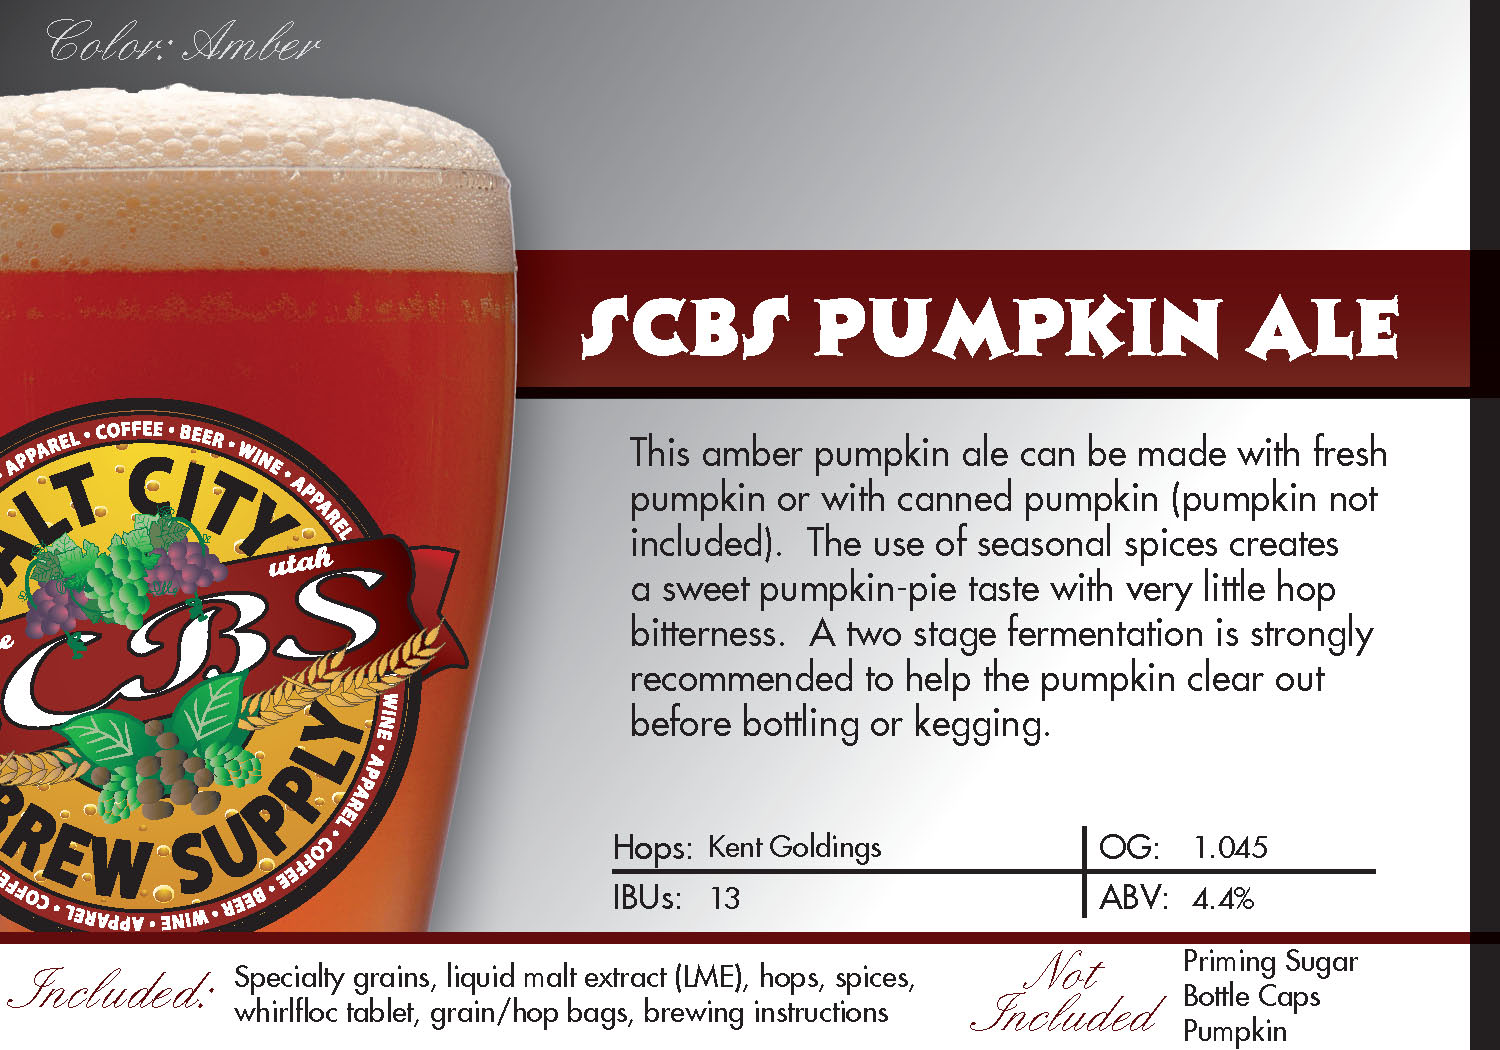 Color: Amber
SCBS PUMPKIN ALE
This amber pumpkin ale can be made with fresh
pumpkin or with canned pumpkin (pumpkin not
included).  The use of seasonal spices creates
a sweet pumpkin-pie taste with very little hop
bitterness.  A two stage fermentation is strongly
recommended to help the pumpkin clear out
before bottling or kegging.
Hops: Kent Goldings
OG: 1.045
IBUs: 13
ABV: 4.4%
APPAREL • COFFEE • BEER • WINE • APPAREL
ALT CITY
utah
CBS
BREW SUPPLY
WINE • APPAREL • COFFEE • BEER • WINE • APPAREL • COFFE
Included: Specialty grains, liquid malt extract (LME), hops, spices,
whirlfloc tablet, grain/hop bags, brewing instructions
Not
Included
Priming Sugar
Bottle Caps
Pumpkin